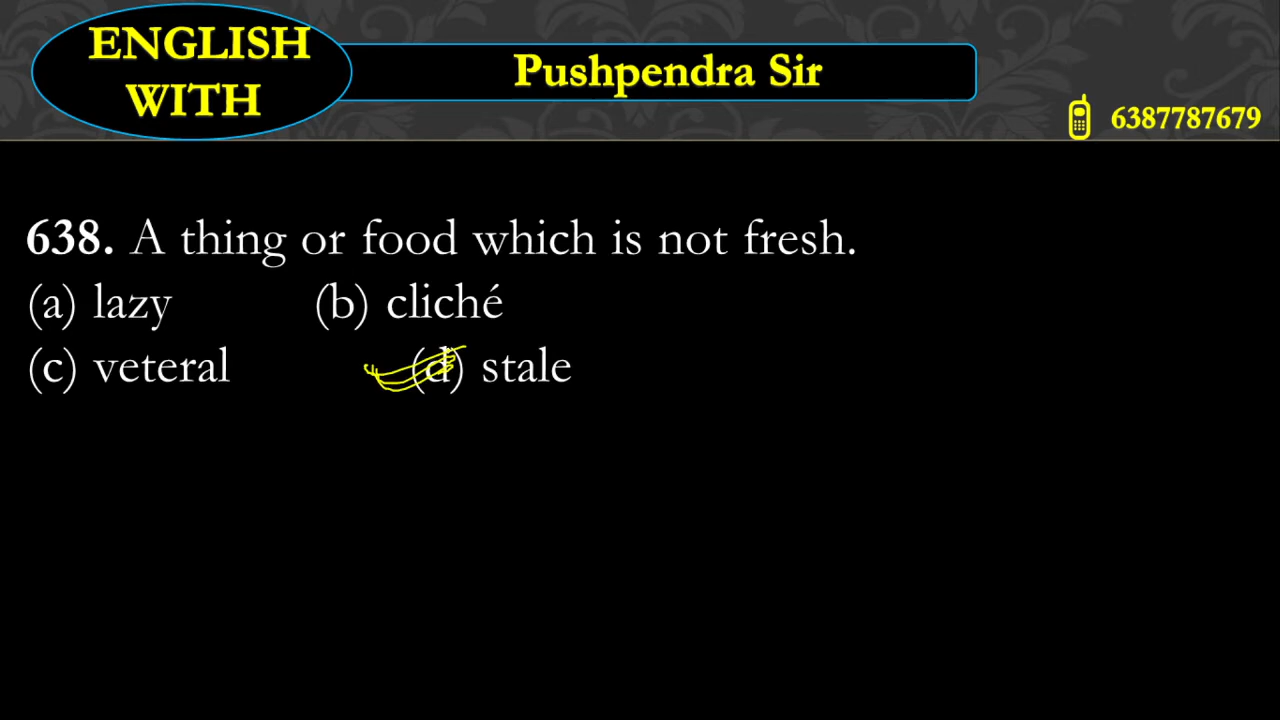 ENGLISH
WITH
Pushpendra Sir
6387787679
638. A thing or food which is not fresh.
(a) lazy (b) cliché
(c) veteral (d) stale